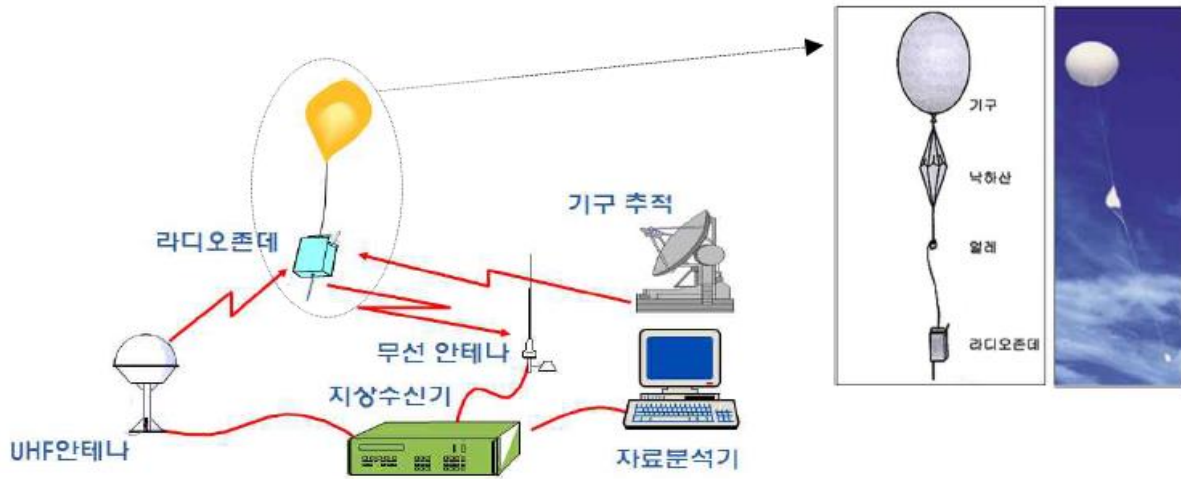 기구
낙하산
얼레
라디오존데
기구 추적
라디오존데
무선 안테나
지상수신기
UHF안테나
자료분석기